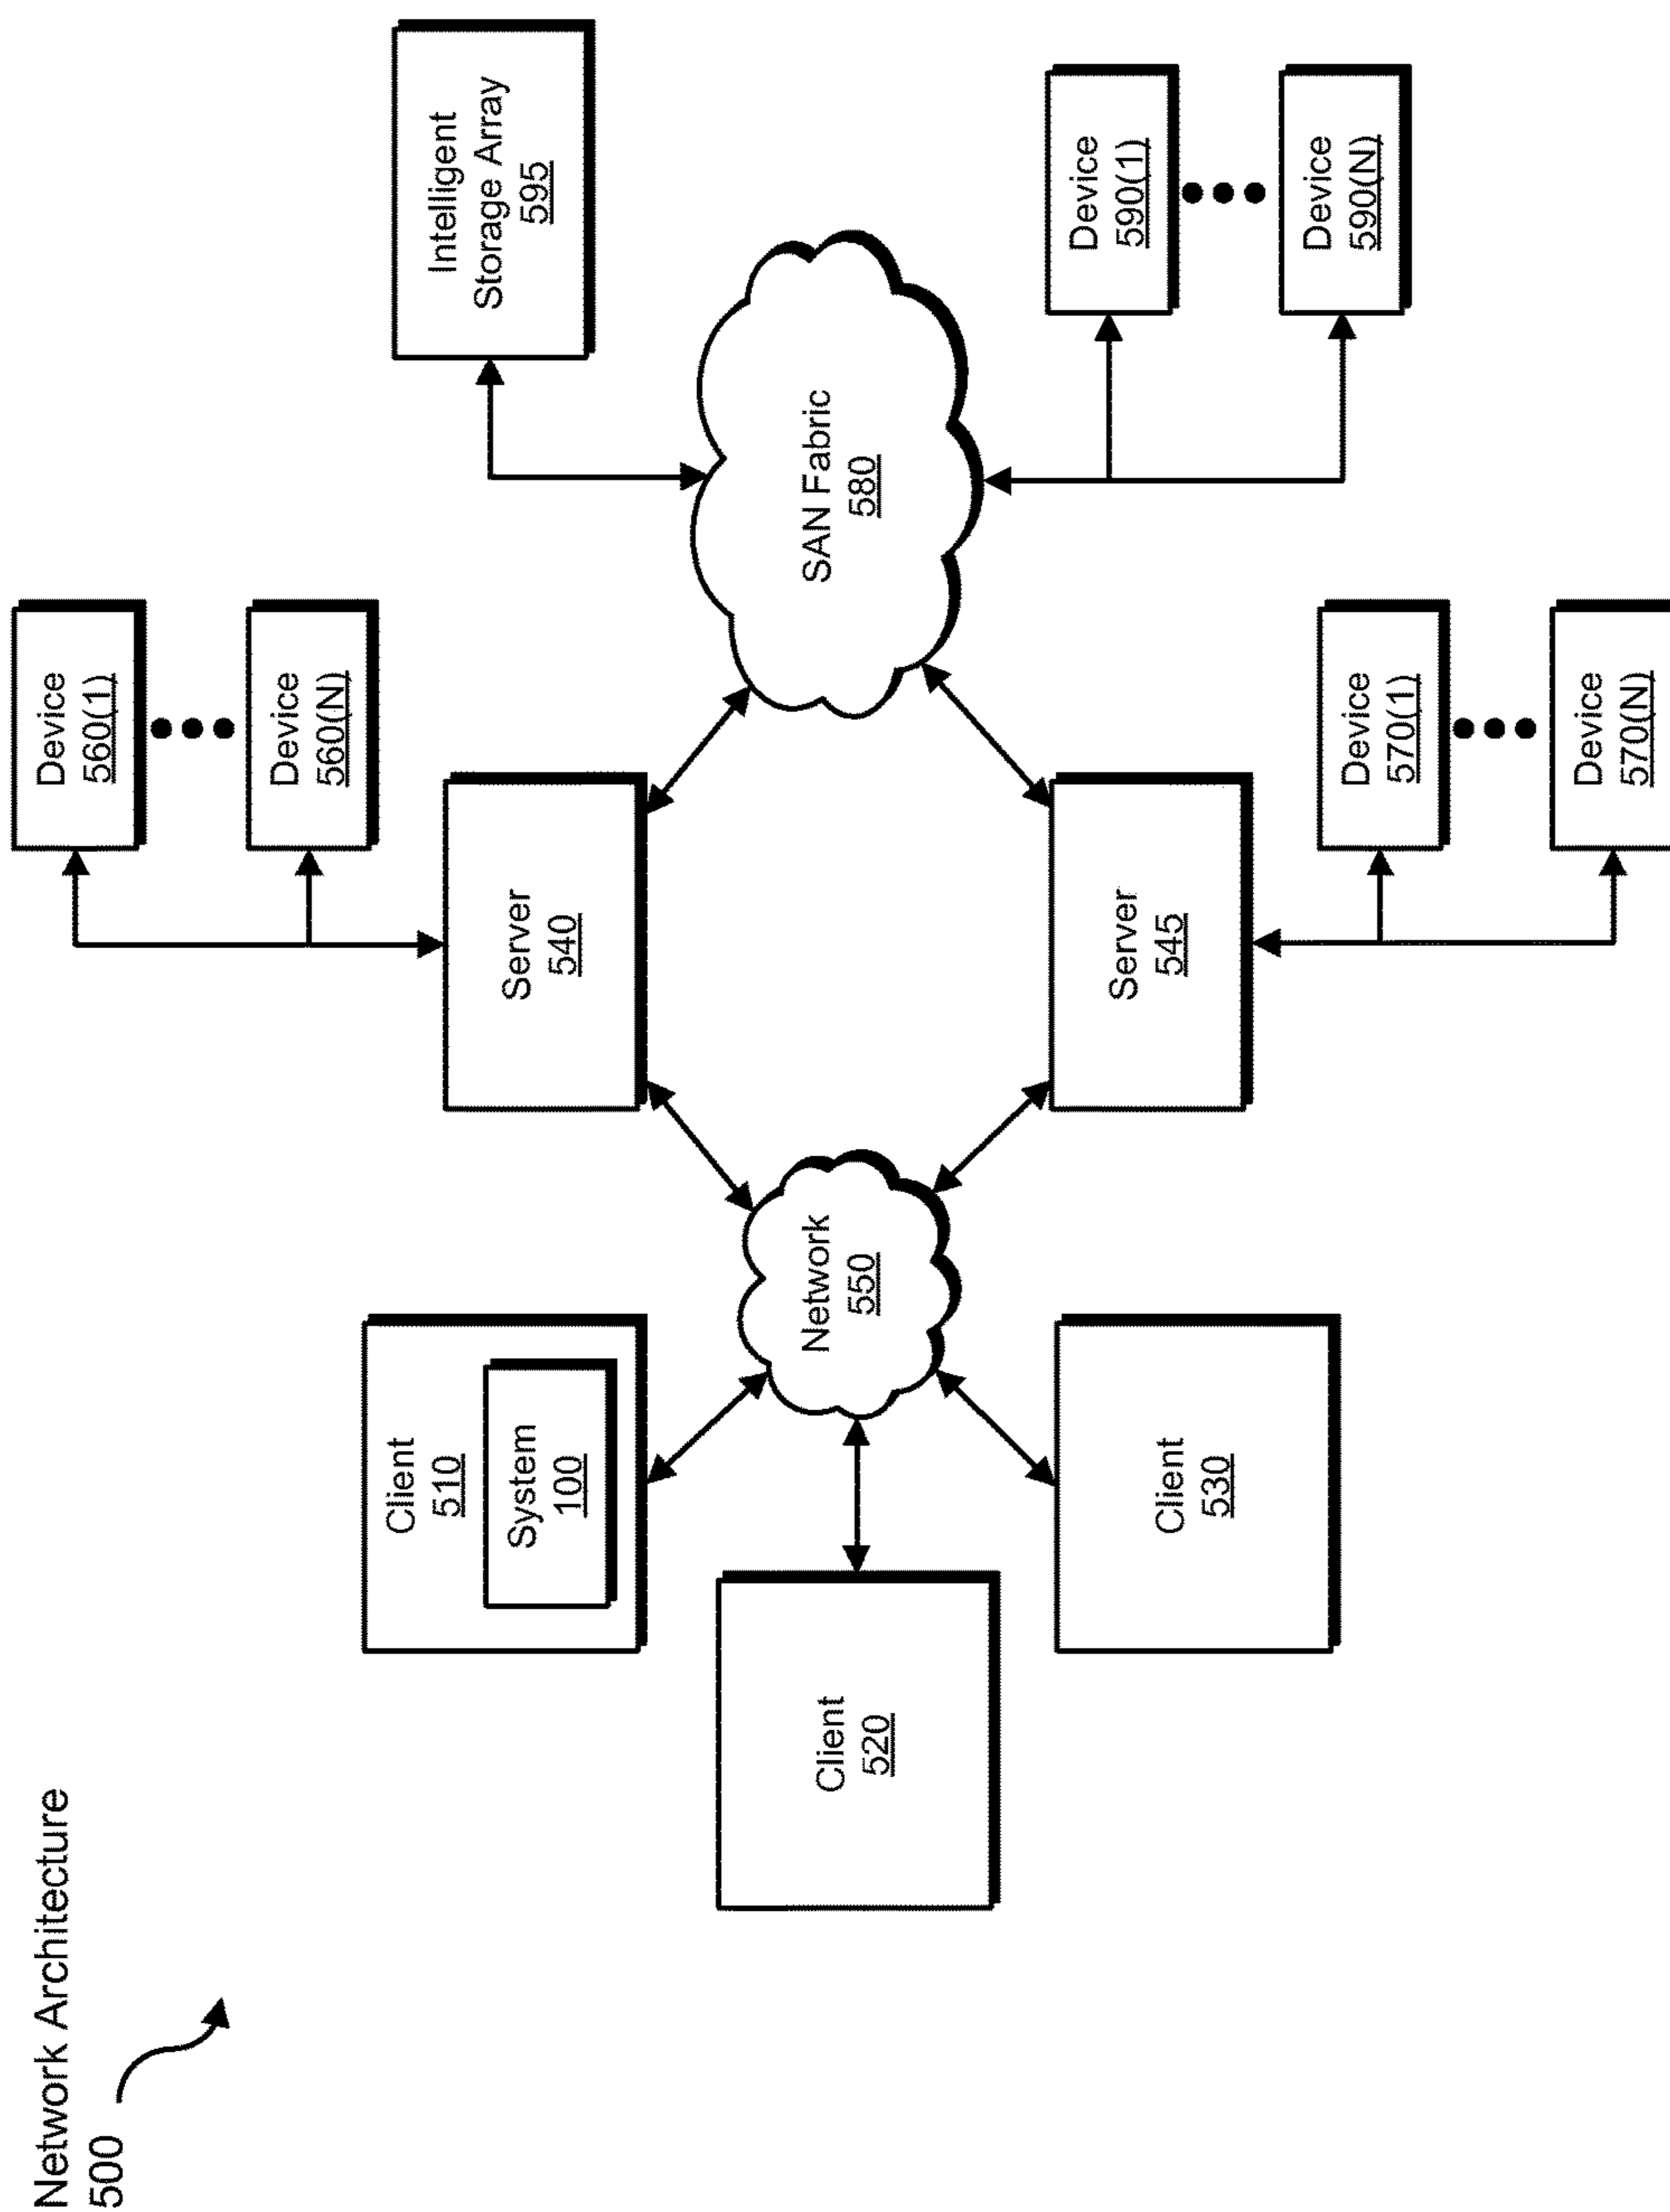 Network Architecture
500
Device
560(1)
Device
560(N)
Intelligent
Storage Array
595
Client
510
System
100
Server
540
Client
520
Network
550
SAN Fabric
580
Client
530
Server
545
Device
590(1)
Device
590(N)
Device
570(1)
Device
570(N)